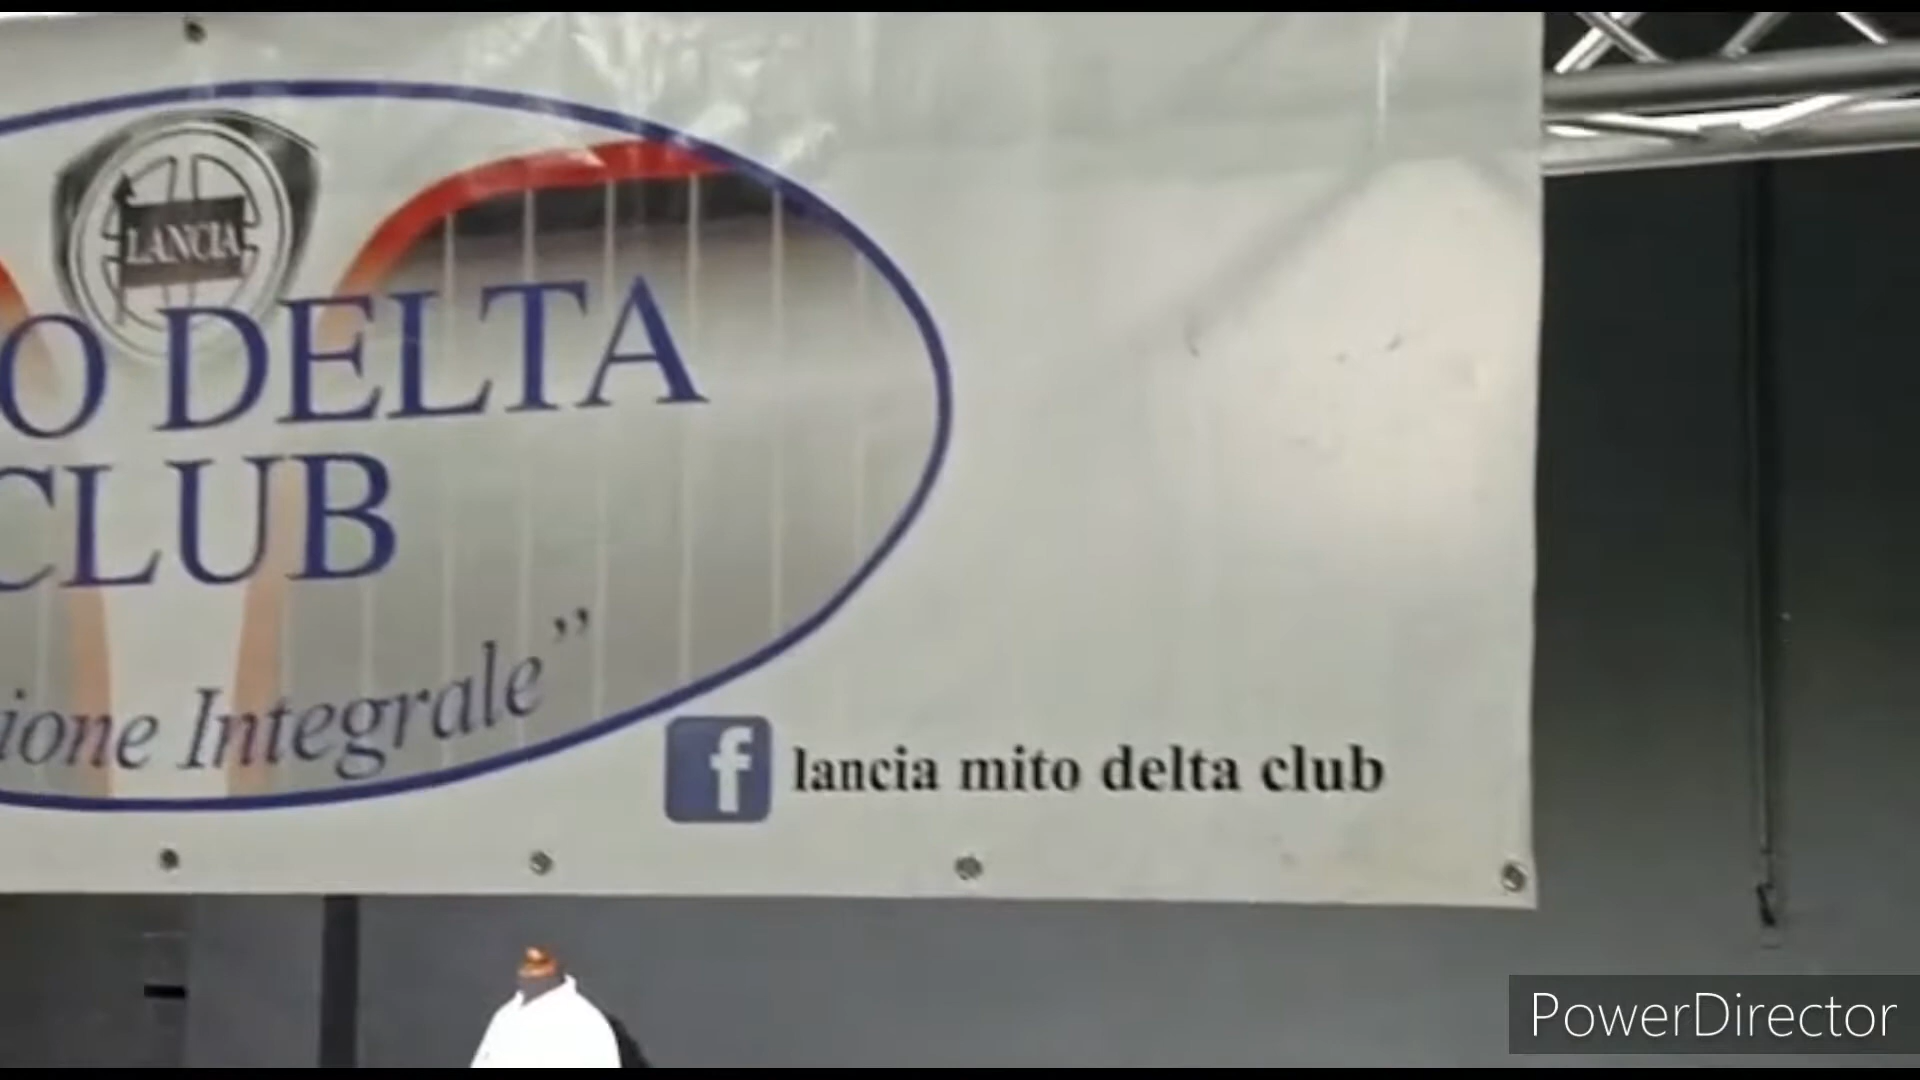 LANCIA
O DELTA
CLUB
ione Integrale”
f lancia mito delta club
PowerDirector